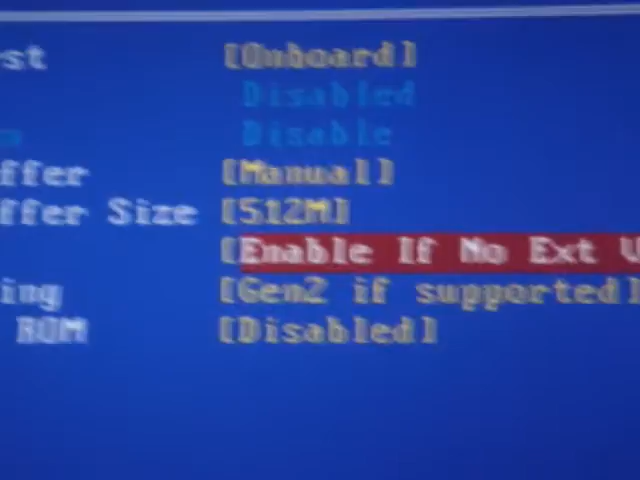 st [Onboard]
Disabled
Disable
ffer [Manual]
ffer Size [512M]
[Enable If No Ext
ing [Gen2 if supported]
ROM [Disabled]